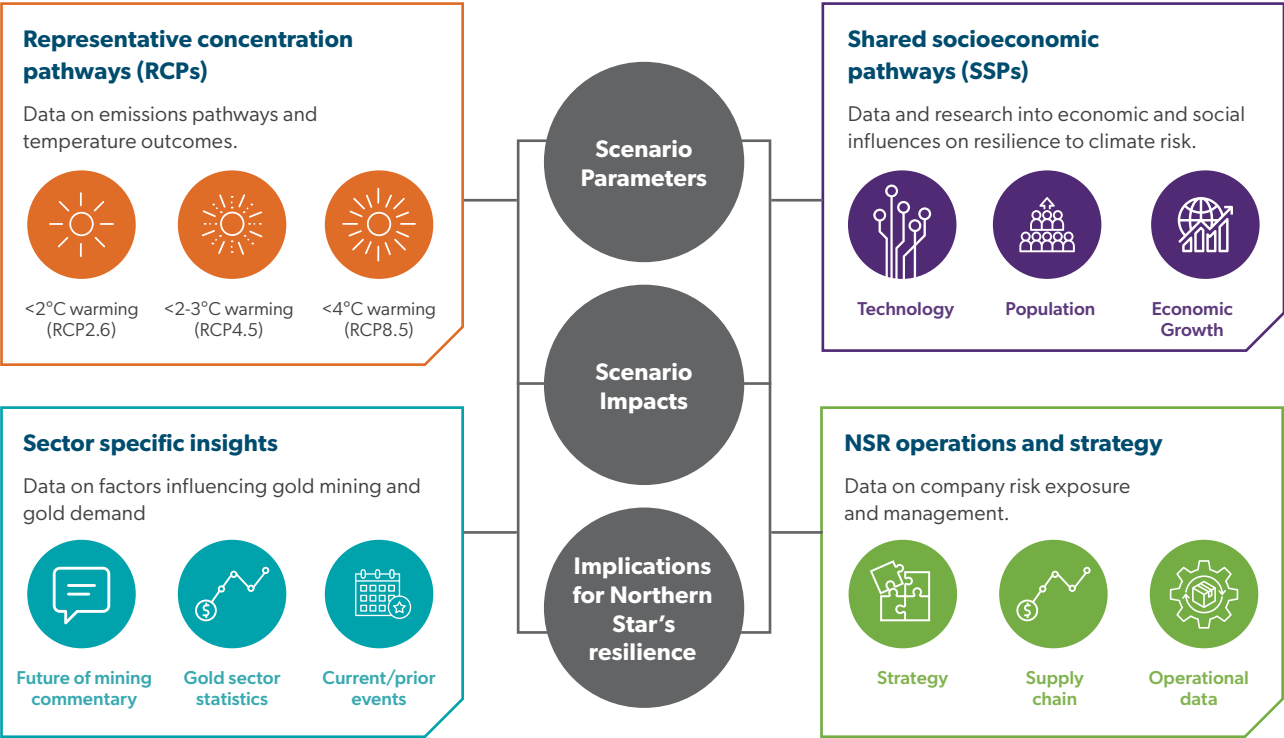 Representative concentration
pathways (RCPs)
Data on emissions pathways and
temperature outcomes.
<2°C warming
(RCP2.6)
<2-3°C warming
(RCP4.5)
<4°C warming
(RCP8.5)
Scenario
Parameters
Scenario
Impacts
Implications
for Northern
Star’s
resilience
Shared socioeconomic
pathways (SSPs)
Data and research into economic and social
influences on resilience to climate risk.
Technology
Population
Economic
Growth
Sector specific insights
Data on factors influencing gold mining and
gold demand
$
Future of mining
commentary
Gold sector
statistics
Current/prior
events
NSR operations and strategy
Data on company risk exposure
and management.
$
Strategy
Supply
chain
Operational
data